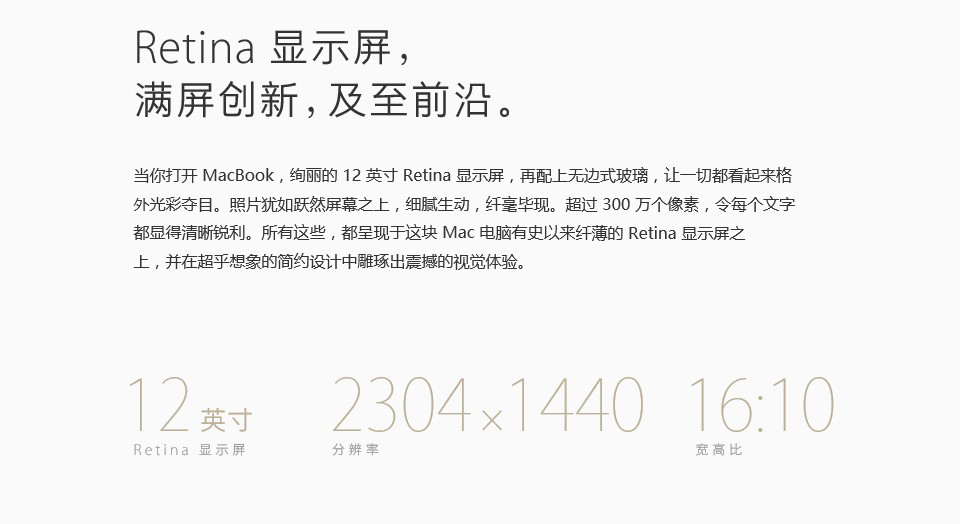 Retina 显示屏，
满屏创新，及至前沿。
当你打开 MacBook，绚丽的 12 英寸 Retina 显示屏，再配上无边式玻璃，让一切都看起来格
外光彩夺目。照片犹如跃然屏幕之上，细腻生动，纤毫毕现。超过 300 万个像素，令每个文字
都显得清晰锐利。所有这些，都呈现于这块 Mac 电脑有史以来纤薄的 Retina 显示屏之
上，并在超乎想象的简约设计中雕琢出震撼的视觉体验。
12 英寸 2304×1440 16:10
Retina 显示屏 分辨率 宽高比